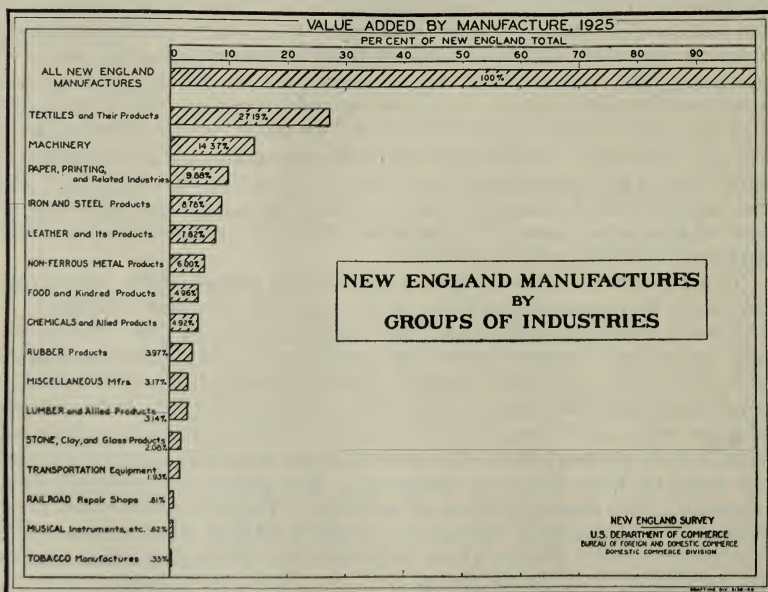 VALUE ADDED BY MANUFACTURE, 1925
PER CENT OF NEW ENGLAND TOTAL
0 10 20 30 40 50 60 70 80 90
ALL NEW ENGLAND
MANUFACTURES
100%
TEXTILES and Their Products 27.19%
MACHINERY 14.37%
PAPER, PRINTING,
and Related Industries 9.88%
IRON AND STEEL Products 8.78%
LEATHER and Its Products 7.82%
NON-FERROUS METAL Products 6.00%
FOOD and Kindred Products 4.96%
CHEMICALS and Allied Products 4.92%
RUBBER Products 3.97%
MISCELLANEOUS Mfrs. 3.17%
LUMBER and Allied Products
3.14%
STONE, Clay, and Glass Products
2.08%
TRANSPORTATION Equipment
1.93%
RAILROAD Repair Shops .81%
MUSICAL Instruments, etc. .62%
TOBACCO Manufactures .35%
NEW ENGLAND MANUFACTURES
BY
GROUPS OF INDUSTRIES
NEW ENGLAND SURVEY
U.S. DEPARTMENT OF COMMERCE
BUREAU OF FOREIGN AND DOMESTIC COMMERCE
DOMESTIC COMMERCE DIVISION
DRAFTING DIV.